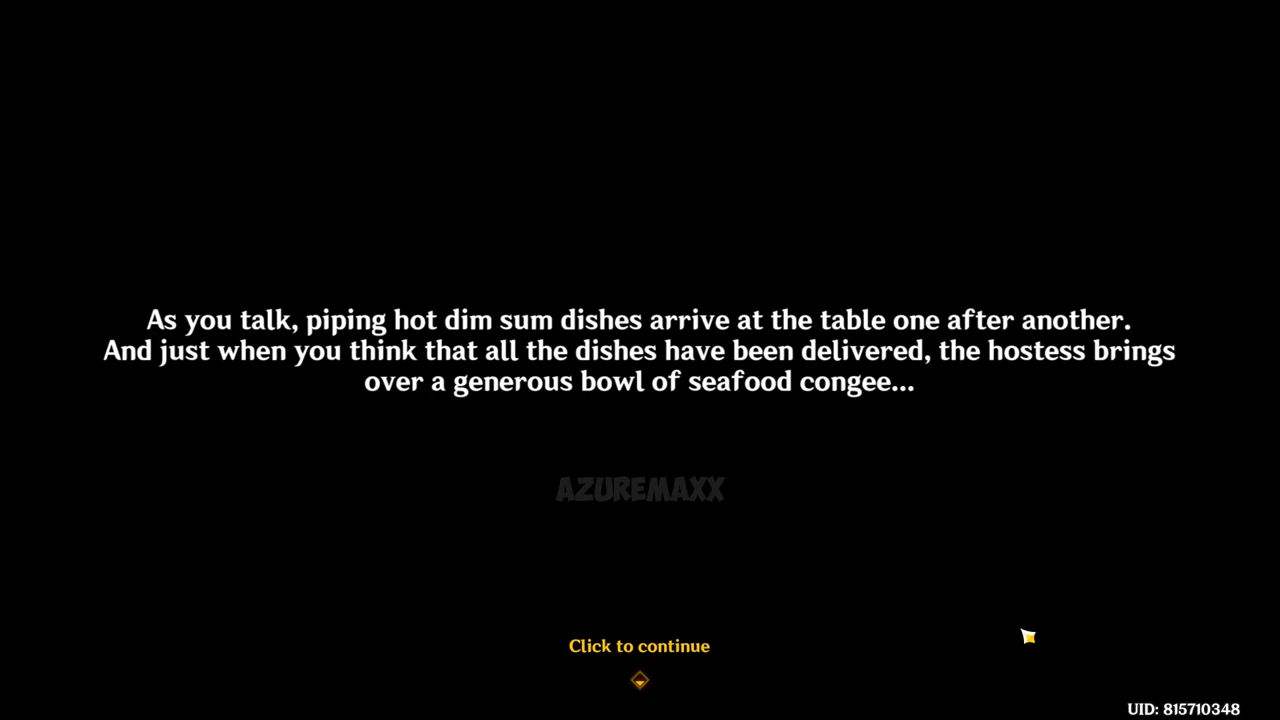 As you talk, piping hot dim sum dishes arrive at the table one after another.
And just when you think that all the dishes have been delivered, the hostess brings
over a generous bowl of seafood congee...
AZUREMAXX
Click to continue
UID: 815710348